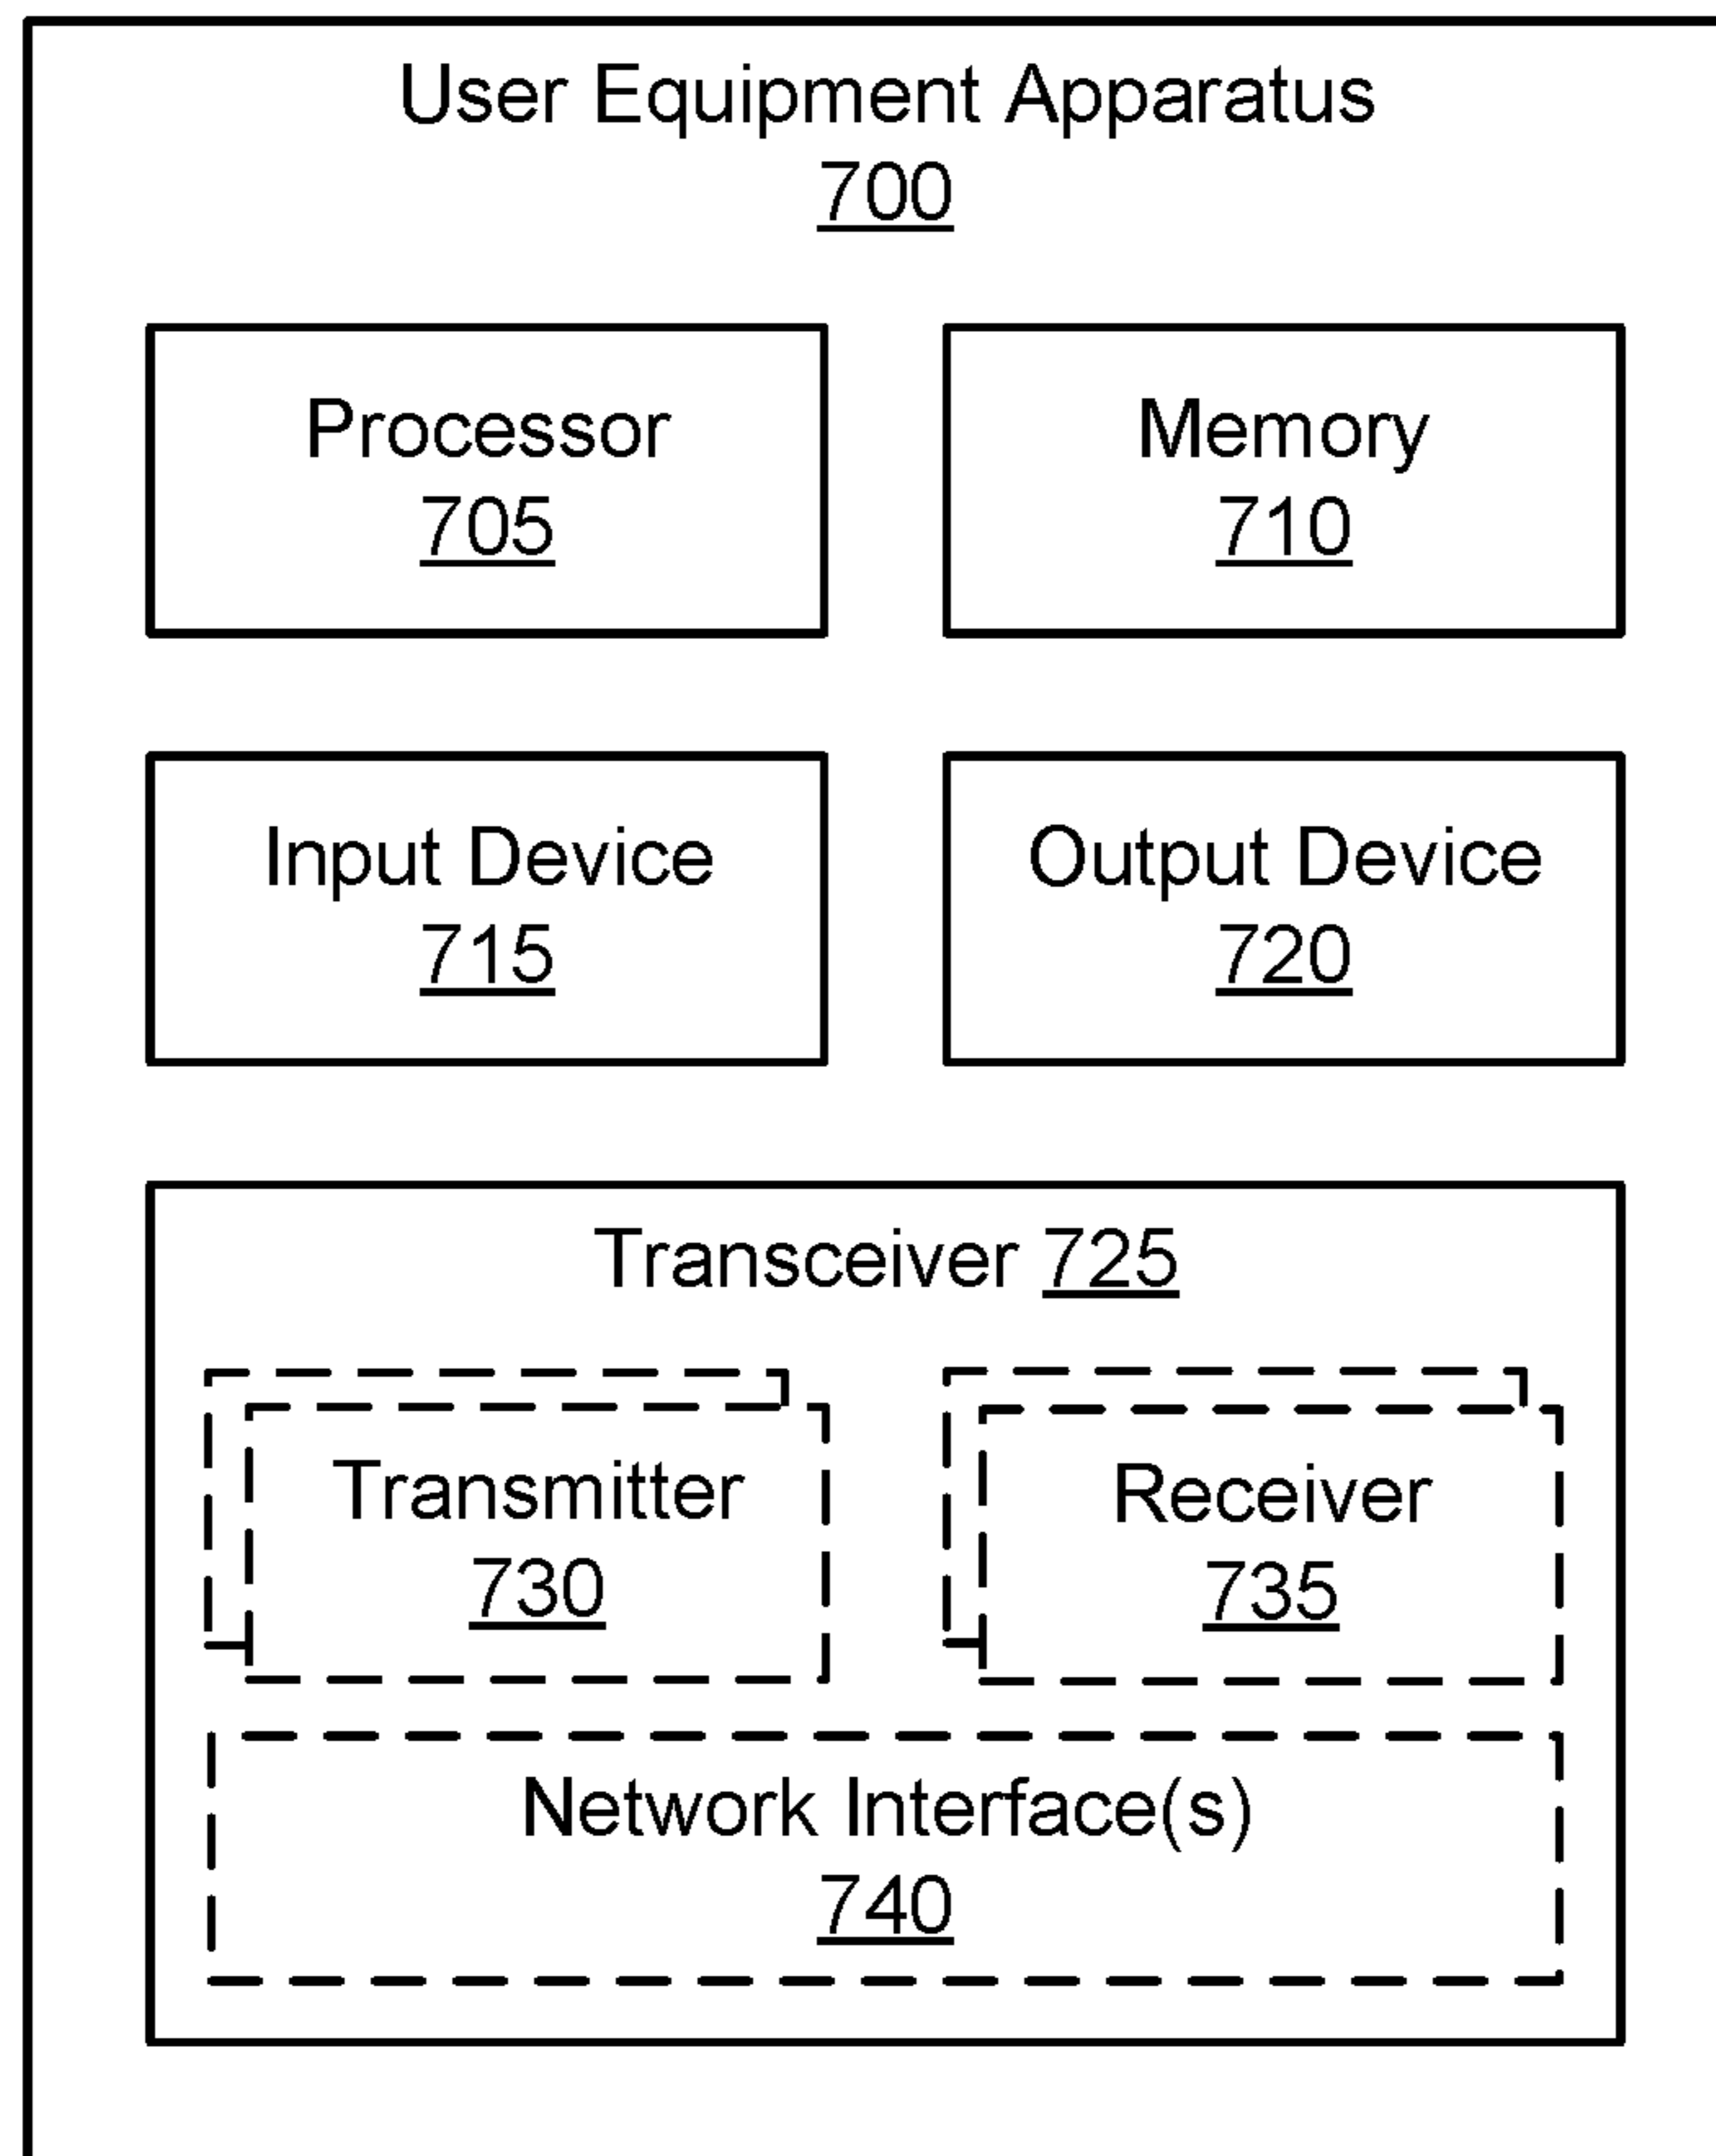 User Equipment Apparatus
700
Processor
705
Memory
710
Input Device
715
Output Device
720
Transceiver 725
Transmitter
730
Receiver
735
Network Interface(s)
740